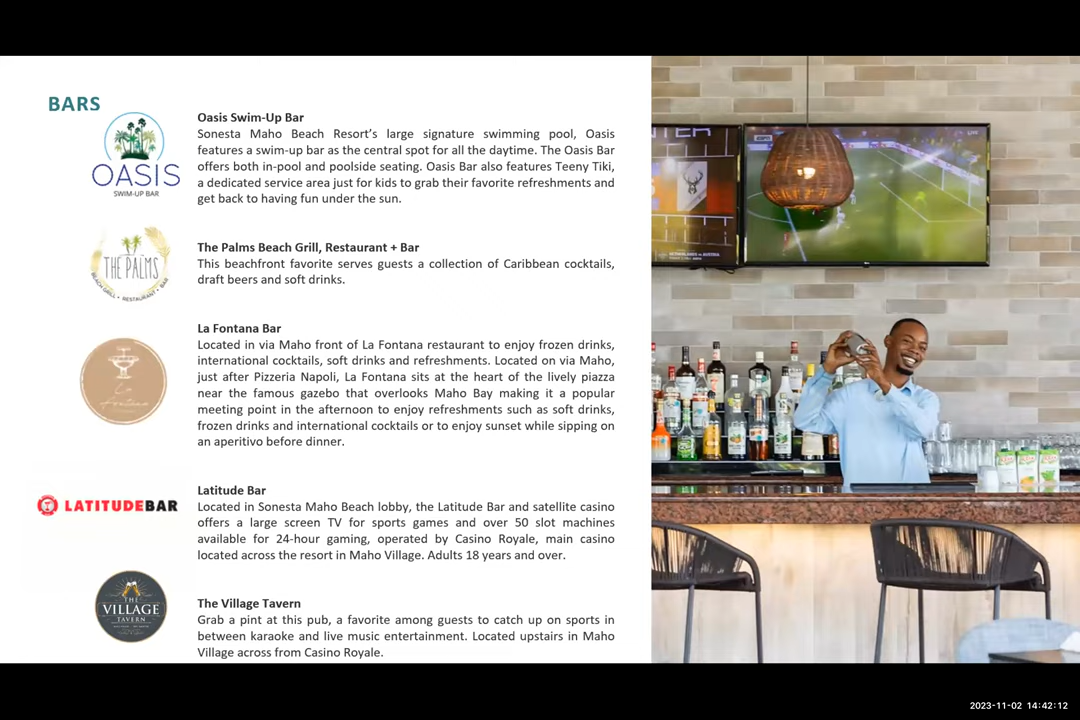 BARS
OASIS
SWIM-UP BAR
Oasis Swim-Up Bar
Sonesta Maho Beach Resort’s large signature swimming pool, Oasis
features a swim-up bar as the central spot for all the daytime. The Oasis Bar
offers both in-pool and poolside seating. Oasis Bar also features Teeny Tiki,
a dedicated service area just for kids to grab their favorite refreshments and
get back to having fun under the sun.
THE PALMS
BEACH GRILL • RESTAURANT • BAR
The Palms Beach Grill, Restaurant + Bar
This beachfront favorite serves guests a collection of Caribbean cocktails,
draft beers and soft drinks.
La
Fontana
La Fontana Bar
Located in via Maho front of La Fontana restaurant to enjoy frozen drinks,
international cocktails, soft drinks and refreshments. Located on via Maho,
just after Pizzeria Napoli, La Fontana sits at the heart of the lively piazza
near the famous gazebo that overlooks Maho Bay making it a popular
meeting point in the afternoon to enjoy refreshments such as soft drinks,
frozen drinks and international cocktails or to enjoy sunset while sipping on
an aperitivo before dinner.
LATITUDEBAR
Latitude Bar
Located in Sonesta Maho Beach lobby, the Latitude Bar and satellite casino
offers a large screen TV for sports games and over 50 slot machines
available for 24-hour gaming, operated by Casino Royale, main casino
located across the resort in Maho Village. Adults 18 years and over.
THE
VILLAGE
TAVERN
The Village Tavern
Grab a pint at this pub, a favorite among guests to catch up on sports in
between karaoke and live music entertainment. Located upstairs in Maho
Village across from Casino Royale.
LIVE
2023-11-02 14:42:12